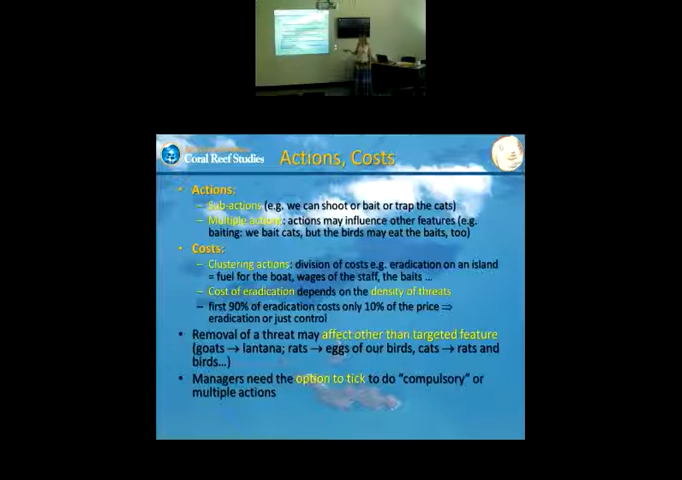 Coral Reef Studies
Actions, Costs
• Actions:
– Sub-actions (e.g. we can shoot or bait or trap the cats)
– Multiple actions: actions may influence other features (e.g.
baiting: we bait cats, but the birds may eat the baits, too)
• Costs:
– Clustering actions: division of costs e.g. eradication on an island
= fuel for the boat, wages of the staff, the baits ...
– Cost of eradication depends on the density of threats
– first 90% of eradication costs only 10% of the price ⇒
eradication or just control
• Removal of a threat may affect other than targeted feature
(goats → lantana; rats → eggs of our birds, cats → rats and
birds...)
• Managers need the option to tick to do “compulsory” or
multiple actions